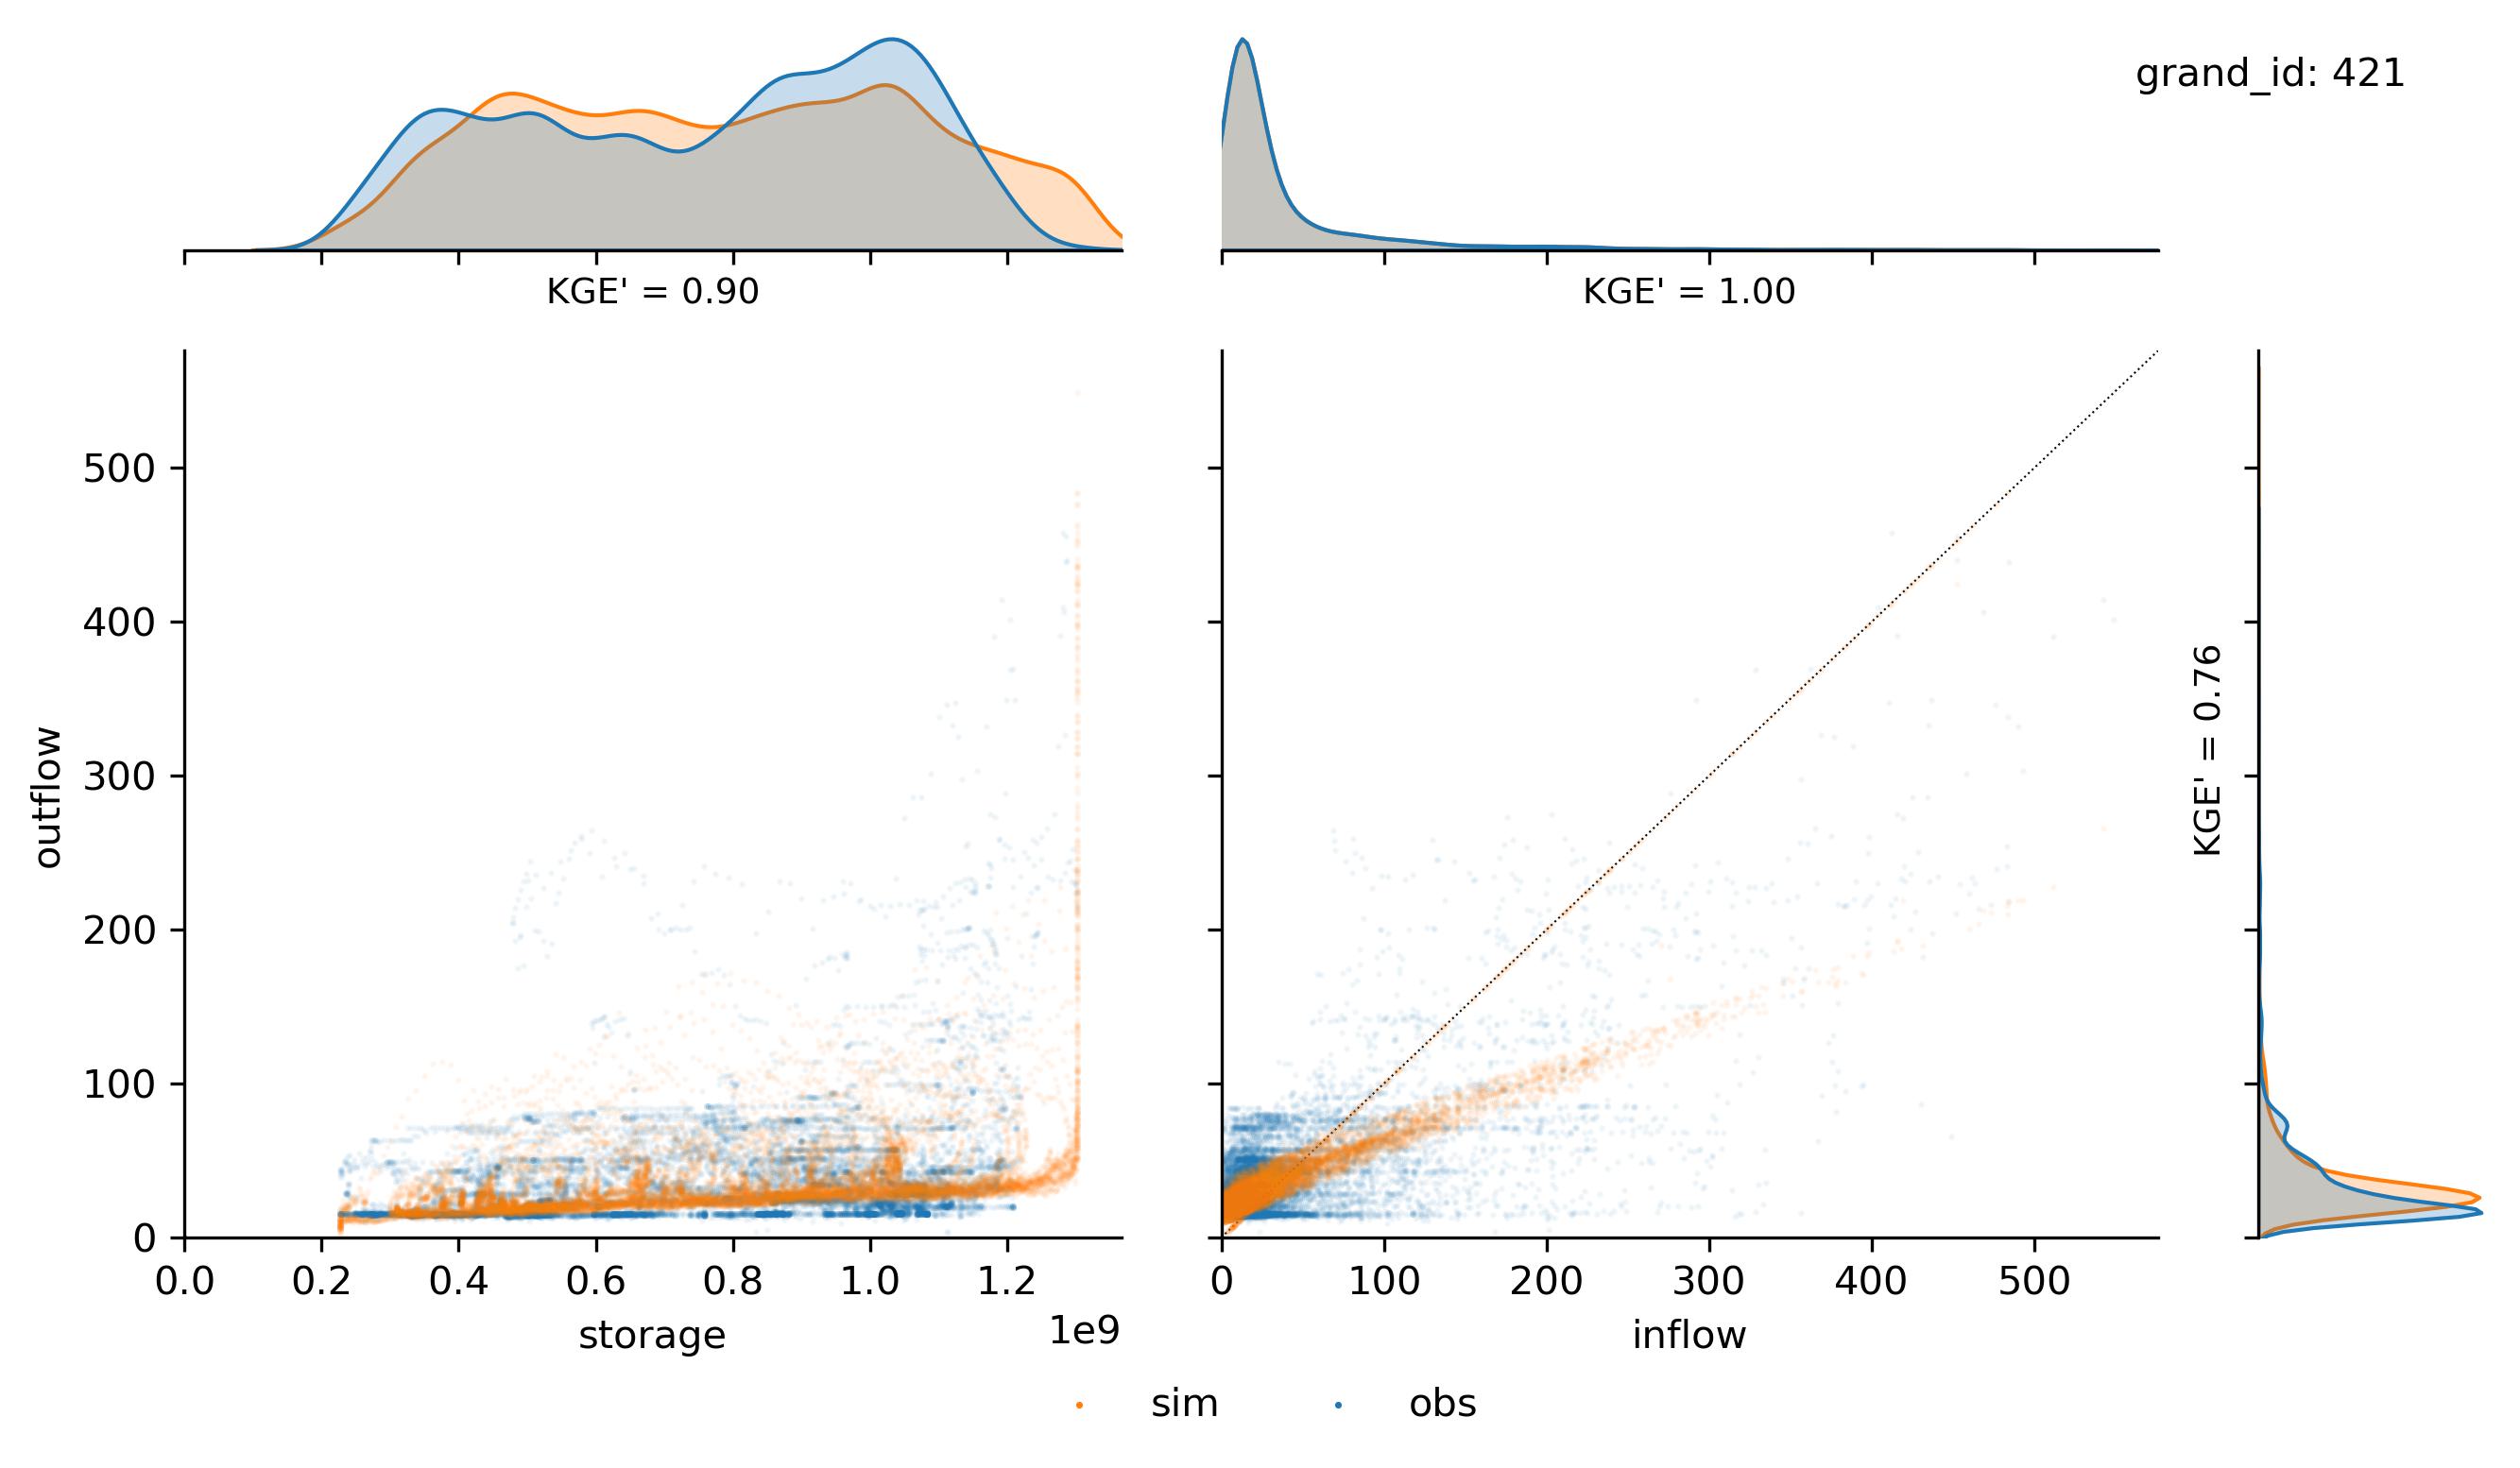 grand_id: 421
KGE' = 0.90
KGE' = 1.00
outflow
500
400
300
200
100
0
KGE' = 0.76
0.0 0.2 0.4 0.6 0.8 1.0 1.2
1e9
storage
0 100 200 300 400 500
inflow
sim obs